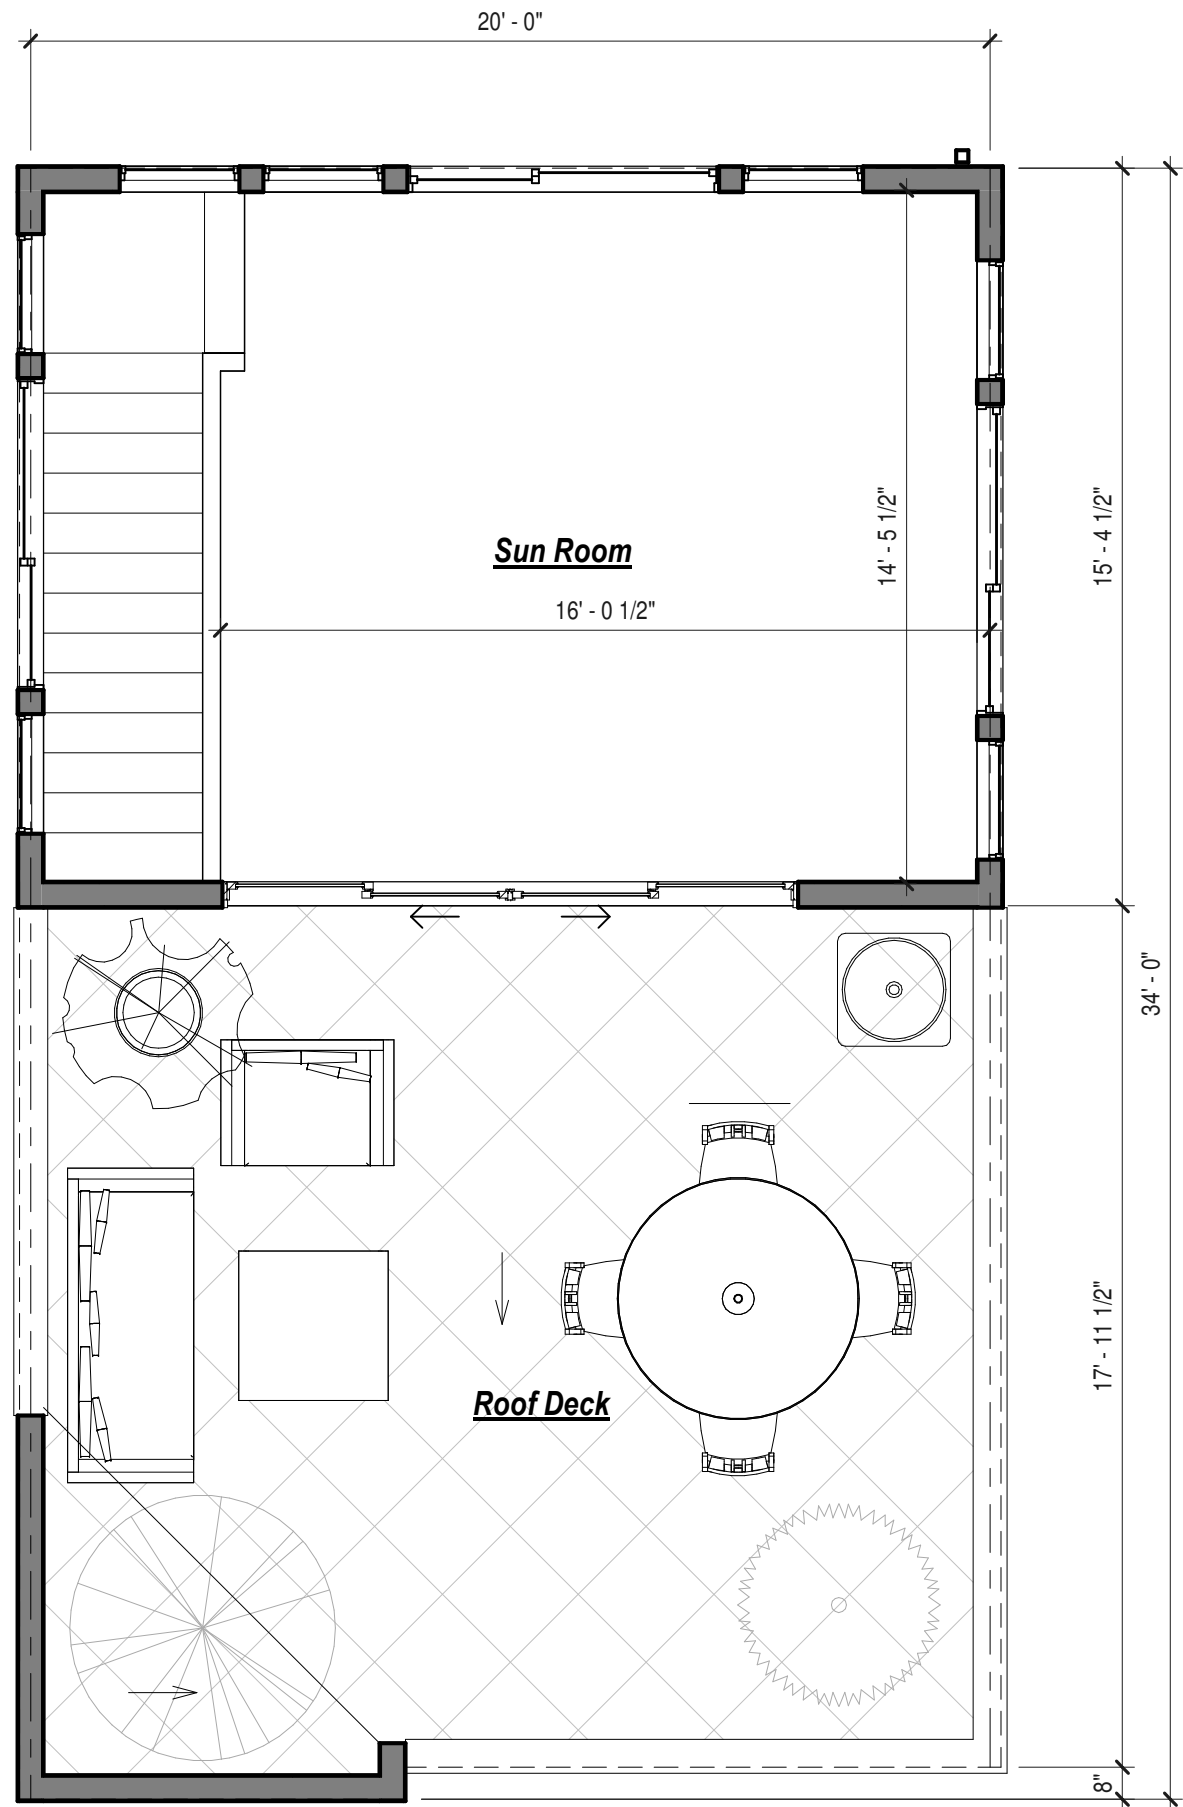 20' - 0"
14' - 5 1/2"
15' - 4 1/2"
Sun Room
16' - 0 1/2"
34' - 0"
17' - 11 1/2"
Roof Deck
8"